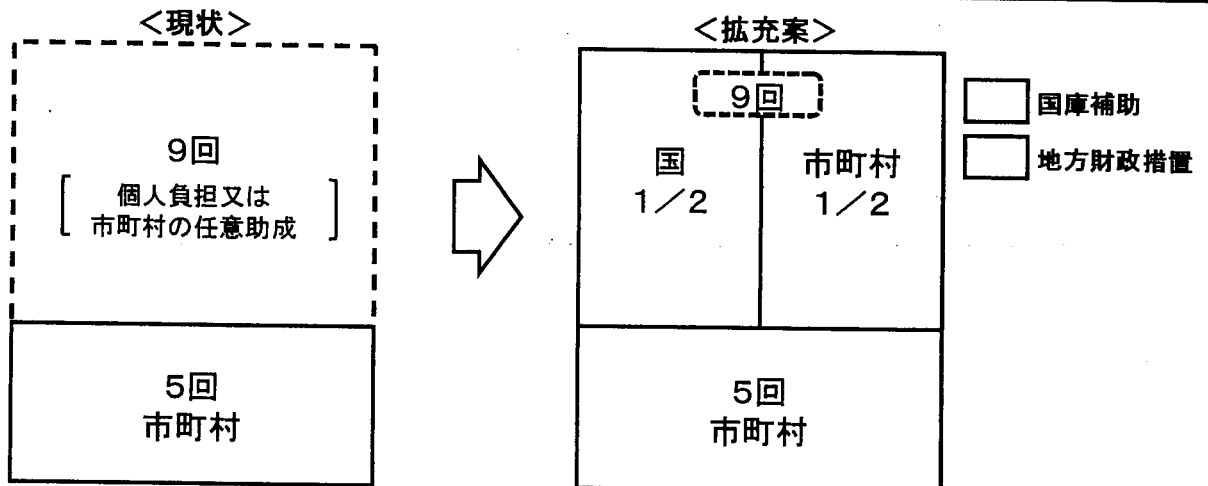 <現状>
9回
[ 個人負担又は
市町村の任意助成 ]
5回
市町村
<拡充案>
9回
国
1/2
市町村
1/2
5回
市町村
国庫補助
地方財政措置